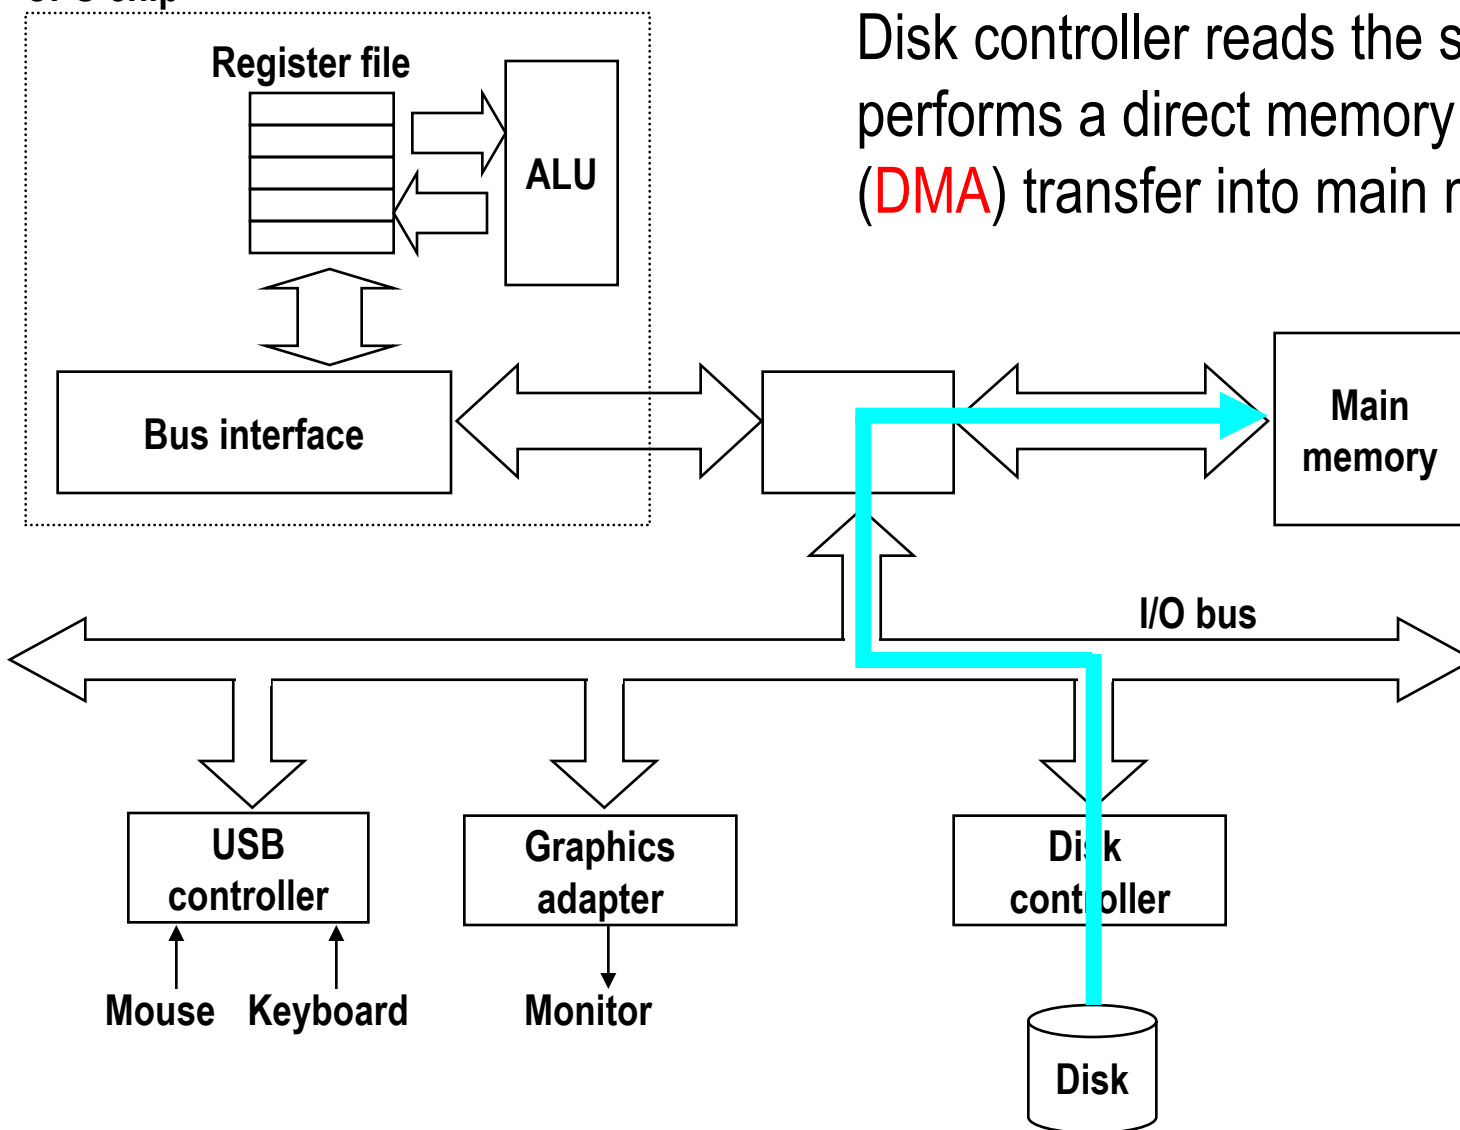 Disk controller reads the s
performs a direct memory
(DMA) transfer into main
Register file
ALU
Bus interface
Main
memory
I/O bus
USB
controller
Graphics
adapter
Disk
controller
Mouse Keyboard
Monitor
Disk